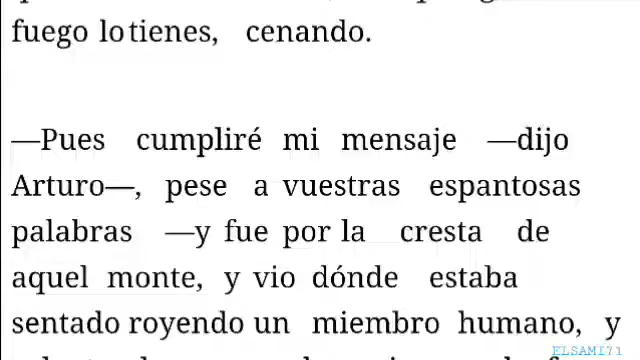 fuego lo tienes, cenando.
—Pues cumpliré mi mensaje —dijo
Arturo—, pese a vuestras espantosas
palabras —y fue por la cresta de
aquel monte, y vio dónde estaba
sentado royendo un miembro humano, y
ELSAMI71